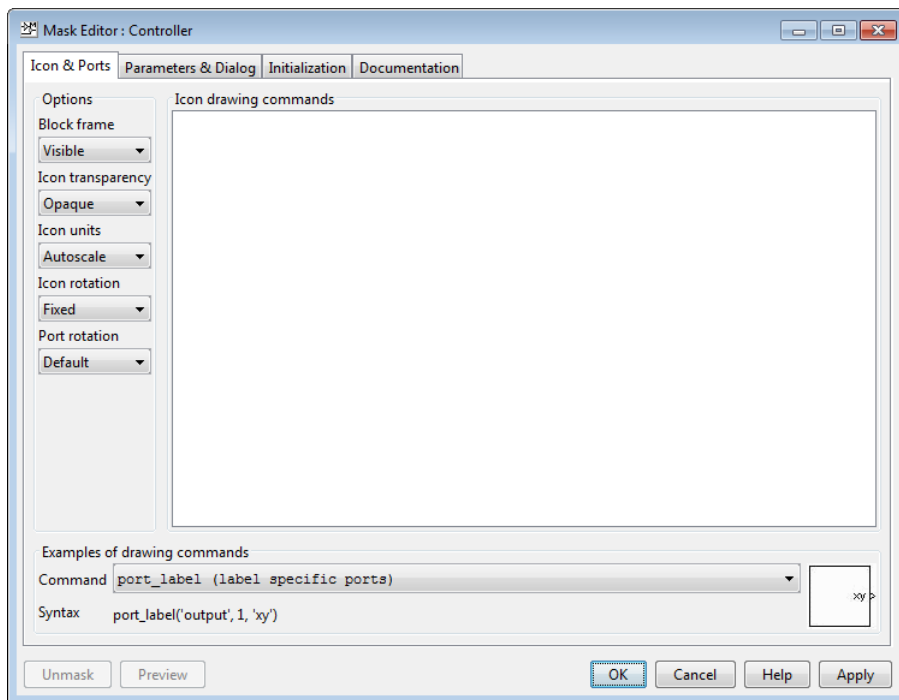 Mask Editor : Controller
Icon & Ports
Parameters & Dialog
Initialization
Documentation
Options
Icon drawing commands
Block frame
Visible
Icon transparency
Opaque
Icon units
Autoscale
Icon rotation
Fixed
Port rotation
Default
Examples of drawing commands
Command
port_label (label specific ports)
xy >
Syntax
port_label('output', 1, 'xy')
Unmask
Preview
OK
Cancel
Help
Apply